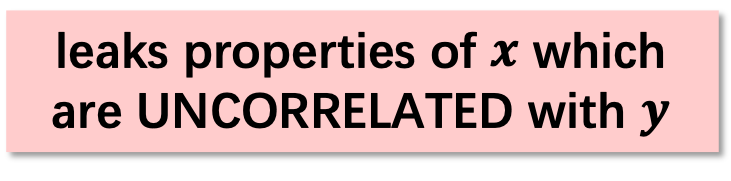 leaks properties of x which
are UNCORRELATED with y